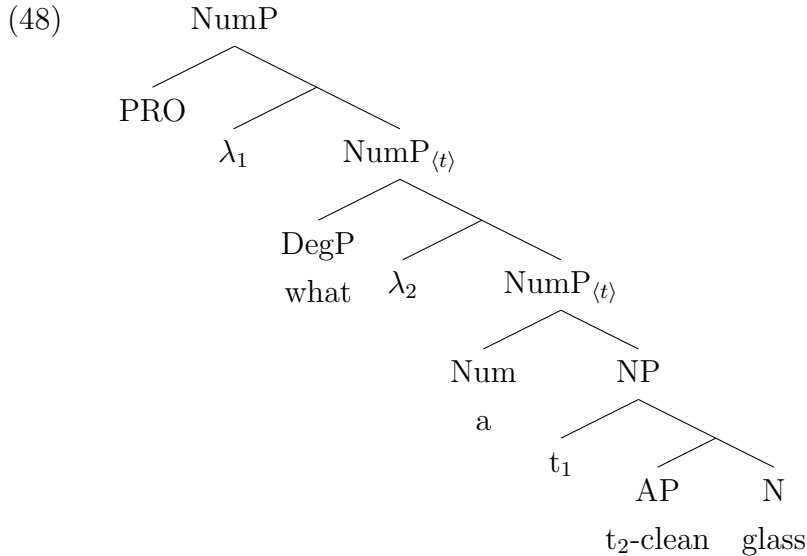 (48) NumP
PRO
λ₁ NumP⟨t⟩
DegP
what λ₂ NumP⟨t⟩
Num NP
a
t₁
AP N
t₂-clean glass